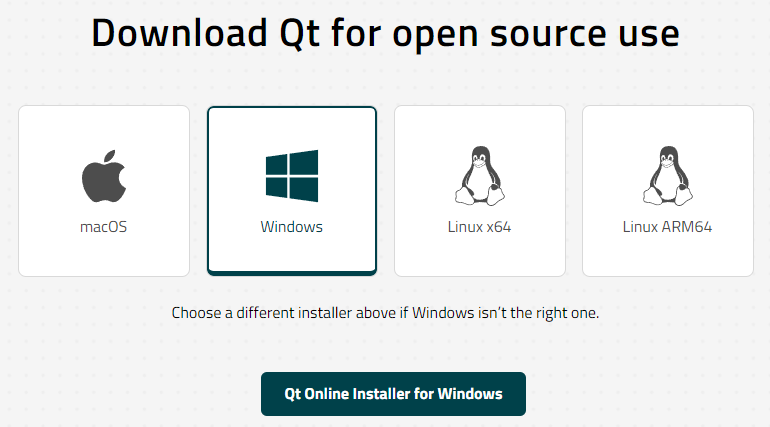 Download Qt for open source use
macOS
Windows
Linux x64
Linux ARM64
Choose a different installer above if Windows isn’t the right one.
Qt Online Installer for Windows